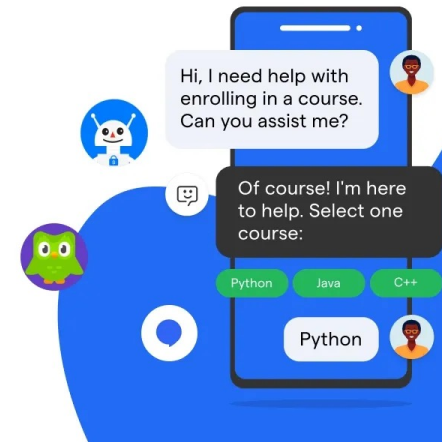 Hi, I need help with
enrolling in a course.
Can you assist me?
Of course! I'm here
to help. Select one
course:
Python Java C++
Python